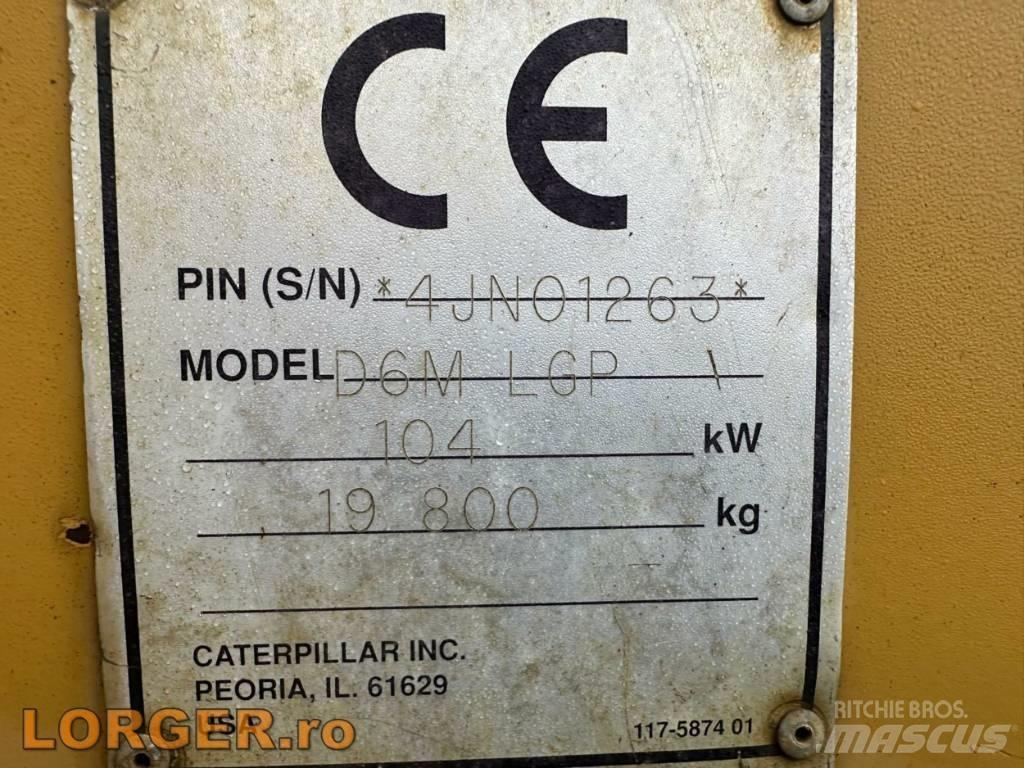 CE
PIN (S/N) *4JN01263*
MODEL D6M LGP \
104 kW
19 800 kg
CATERPILLAR INC.
PEORIA, IL. 61629
USA
117-5874 01
LORGER.ro
RITCHIE BROS.
MASCUS